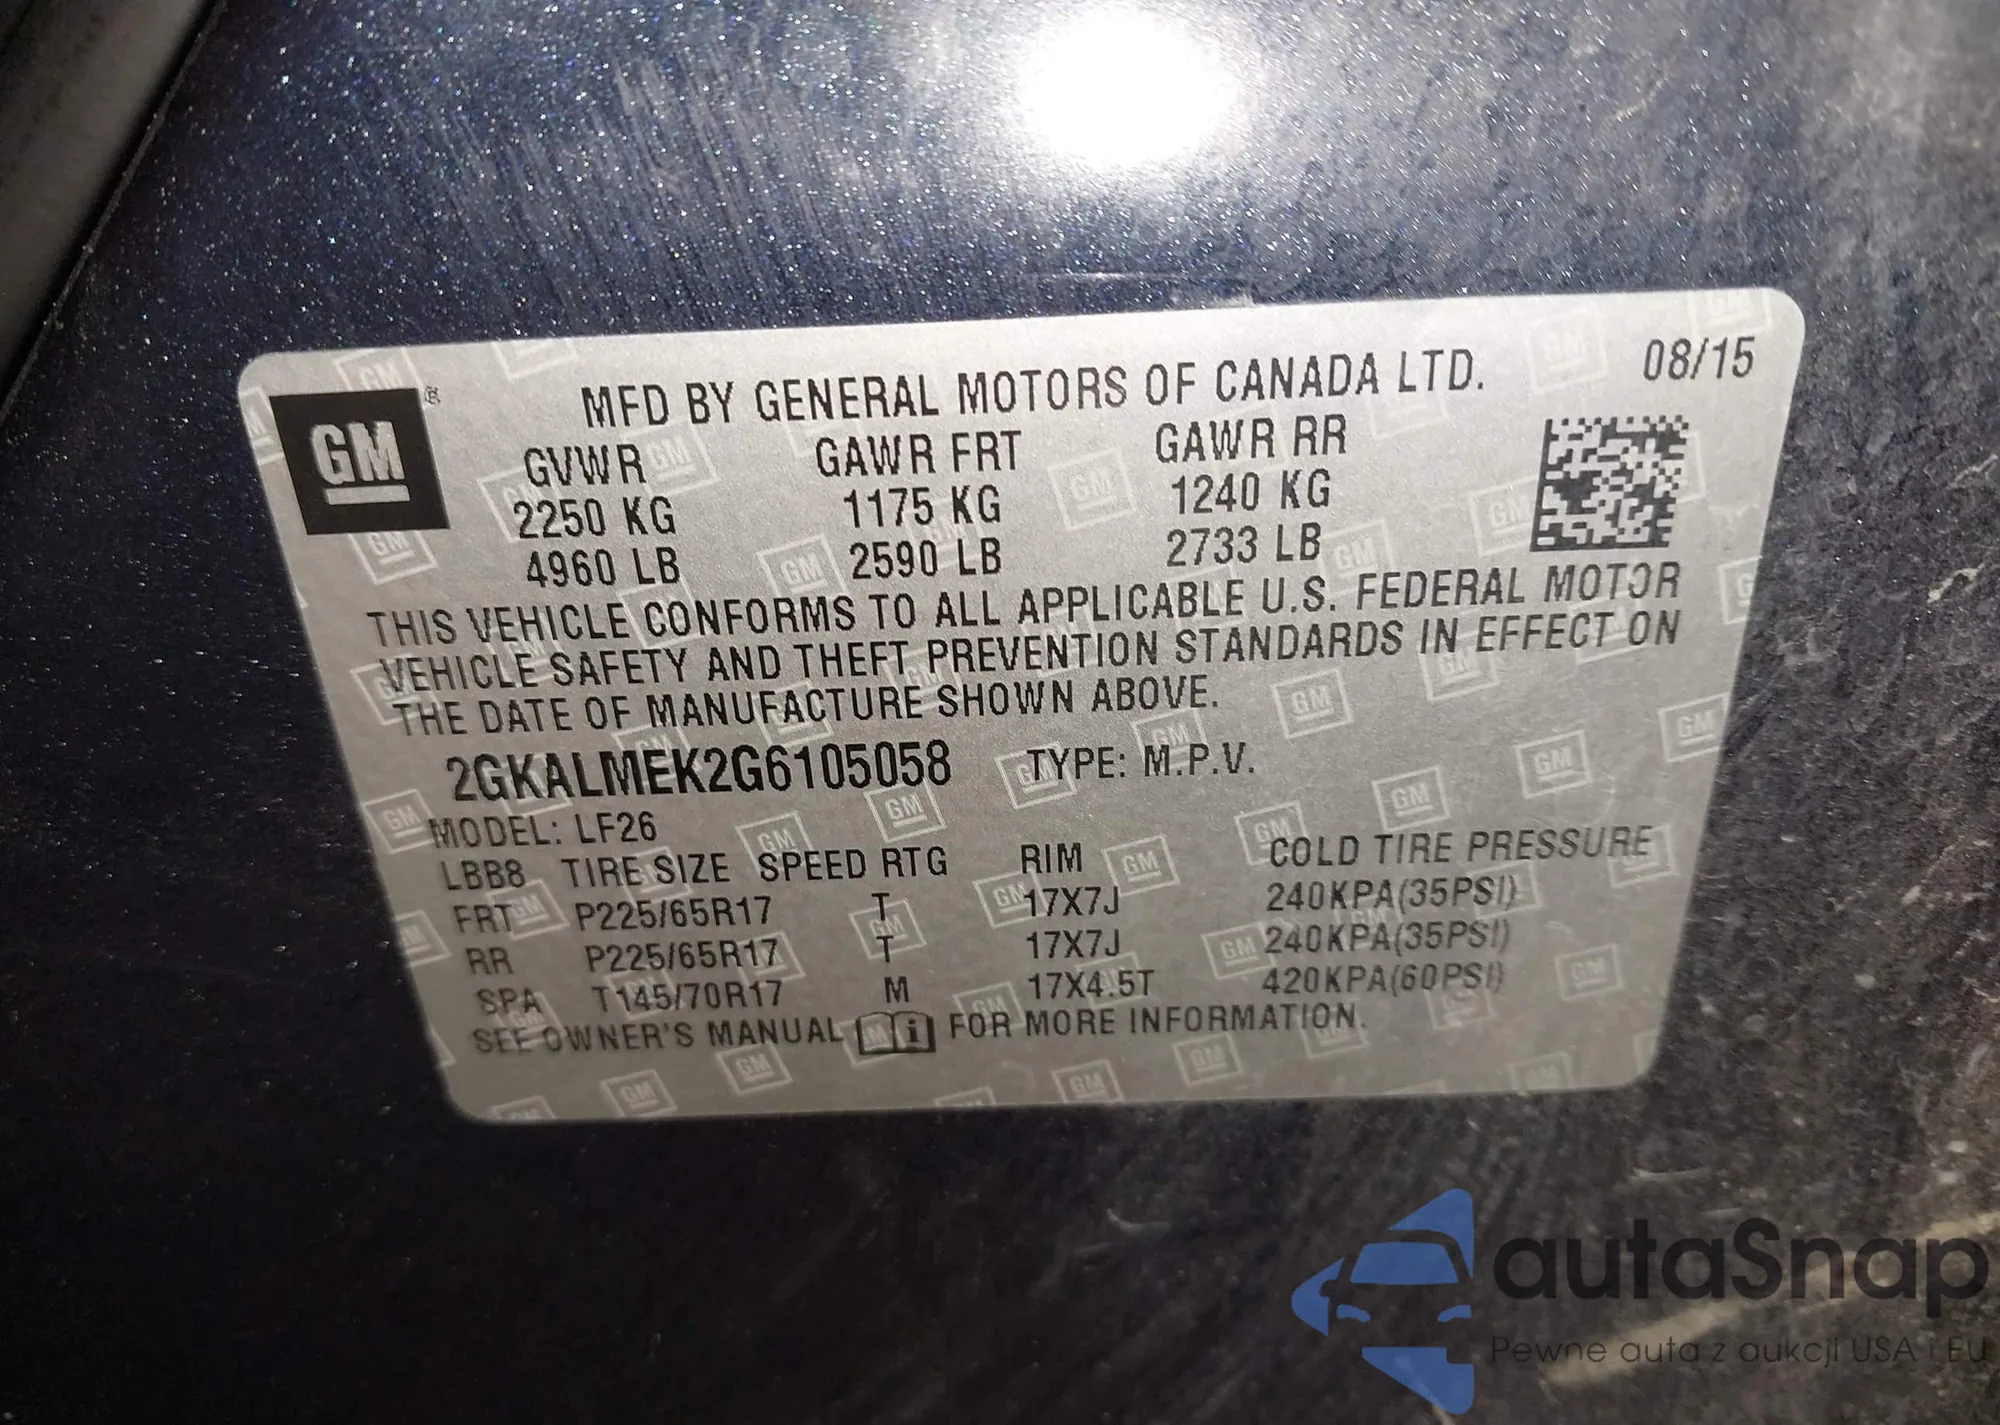 GM ®
MFD BY GENERAL MOTORS OF CANADA LTD. 08/15
GVWR GAWR FRT GAWR RR
2250 KG 1175 KG 1240 KG
4960 LB 2590 LB 2733 LB
THIS VEHICLE CONFORMS TO ALL APPLICABLE U.S. FEDERAL MOTOR
VEHICLE SAFETY AND THEFT PREVENTION STANDARDS IN EFFECT ON
THE DATE OF MANUFACTURE SHOWN ABOVE.
2GKALMEK2G6105058 TYPE: M.P.V.
MODEL: LF26
LBB8 TIRE SIZE SPEED RTG RIM COLD TIRE PRESSURE
FRT P225/65R17 T 17X7J 240KPA(35PSI)
RR P225/65R17 T 17X7J 240KPA(35PSI)
SPA T145/70R17 M 17X4.5T 420KPA(60PSI)
SEE OWNER'S MANUAL i FOR MORE INFORMATION.
autaSnap
Pewne auta z aukcji USA i EU